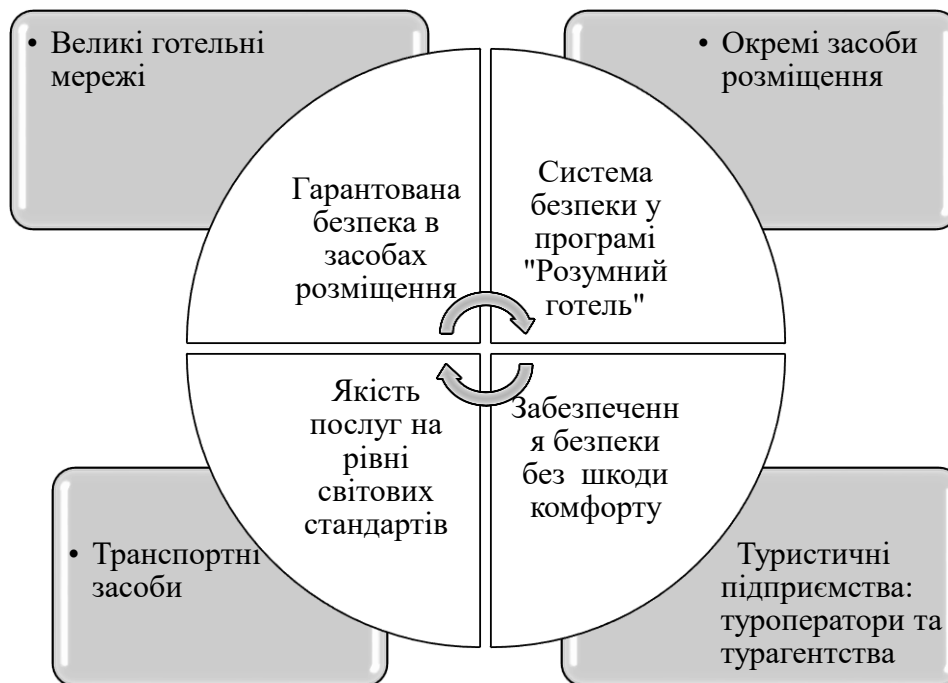 • Великі готельні
мережі
• Окремі засоби
розміщення
Гарантована
безпека в
засобах
розміщення
Система
безпеки у
програмі
"Розумний
готель"
Якість
послуг на
рівні
світових
стандартів
Забезпеченн
я безпеки
без шкоди
комфорту
• Транспортні
засоби
Туристичні
підприємства:
туроператори та
турагентства